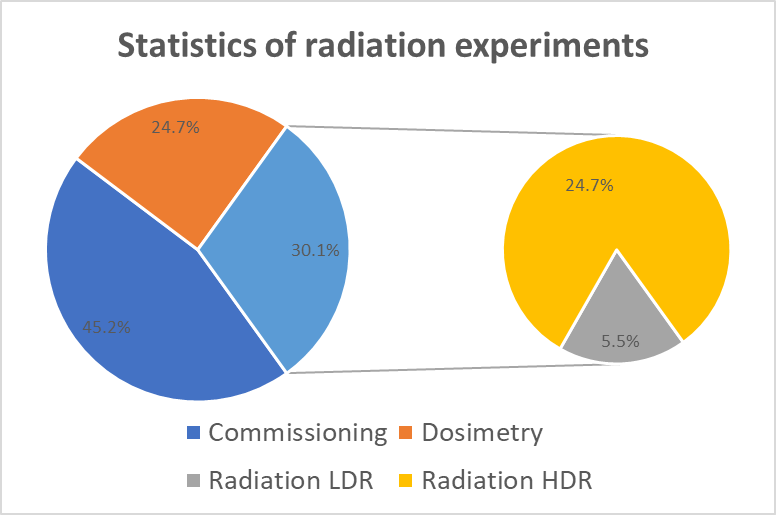 Statistics of radiation experiments
24.7%
30.1%
45.2%
24.7%
5.5%
Commissioning Dosimetry
Radiation LDR Radiation HDR